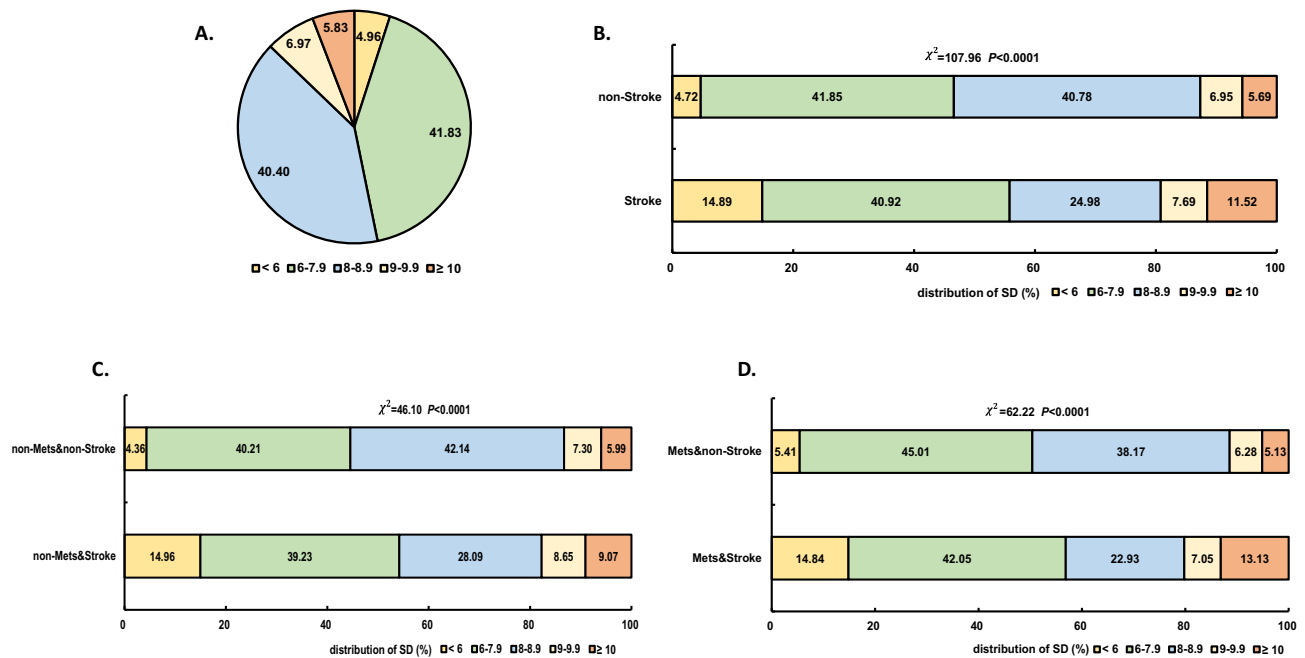 A.
5.83
4.96
6.97
41.83
40.40
< 6 6-7.9 8-8.9 9-9.9 ≥ 10
B.
χ²=107.96 P<0.0001
non-Stroke 4.72 41.85 40.78 6.95 5.69
Stroke 14.89 40.92 24.98 7.69 11.52
0 20 40 60 80 100
distribution of SD (%) < 6 6-7.9 8-8.9 9-9.9 ≥ 10
C.
χ²=46.10 P<0.0001
non-Mets&non-Stroke 4.36 40.21 42.14 7.30 5.99
non-Mets&Stroke 14.96 39.23 28.09 8.65 9.07
0 20 40 60 80 100
distribution of SD (%) < 6 6-7.9 8-8.9 9-9.9 ≥ 10
D.
χ²=62.22 P<0.0001
Mets&non-Stroke 5.41 45.01 38.17 6.28 5.13
Mets&Stroke 14.84 42.05 22.93 7.05 13.13
0 20 40 60 80 100
distribution of SD (%) < 6 6-7.9 8-8.9 9-9.9 ≥ 10